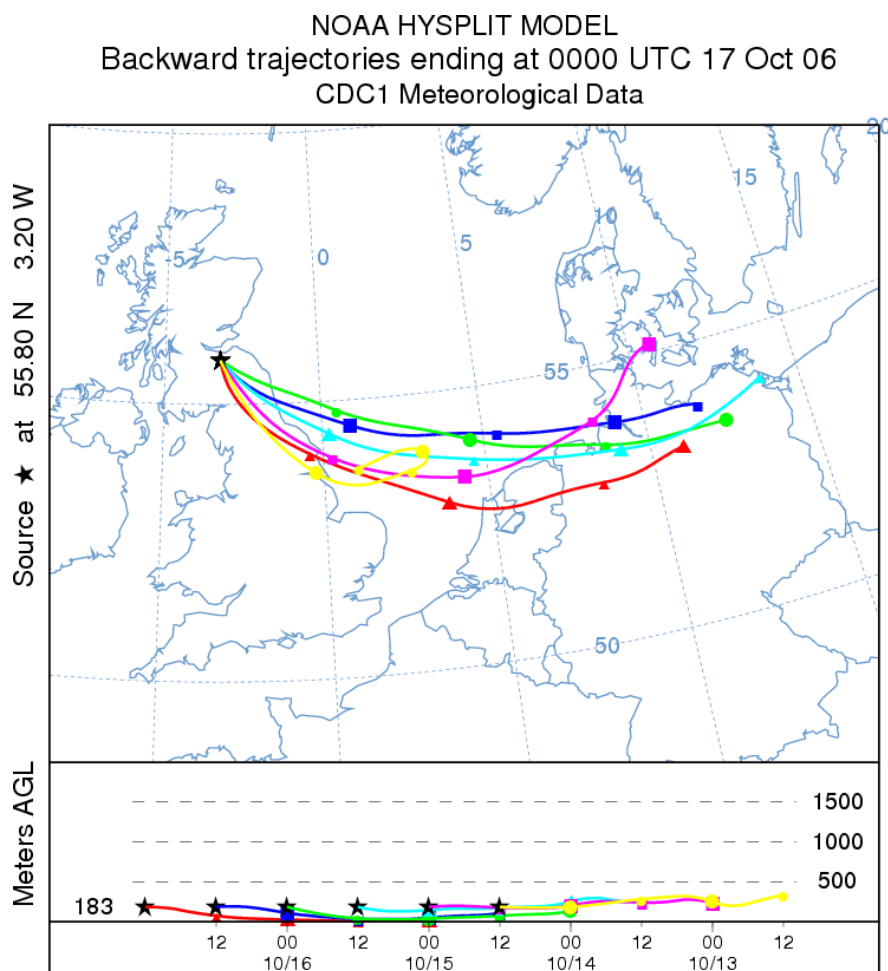 NOAA HYSPLIT MODEL
Backward trajectories ending at 0000 UTC 17 Oct 06
CDC1 Meteorological Data
Source ★ at 55.80 N 3.20 W
20
15
10
5
0
-5
55
50
Meters AGL
1500
1000
500
183
12 00 12 00 12 00 12 00 12
10/16 10/15 10/14 10/13